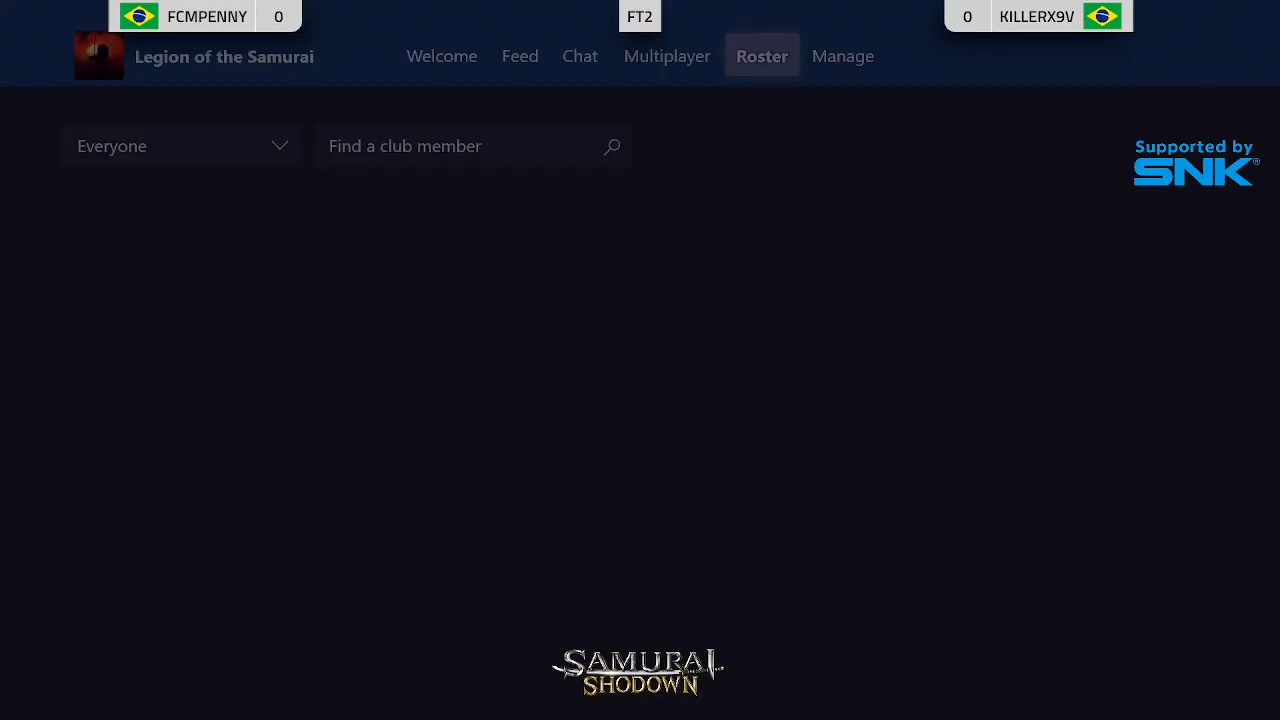 FCMPENNY 0
FT2
0 KILLERX9V
Legion of the Samurai
Welcome Feed Chat Multiplayer Roster Manage
Everyone
Find a club member
Supported by
SNK®
SAMURAI
SHODOWN